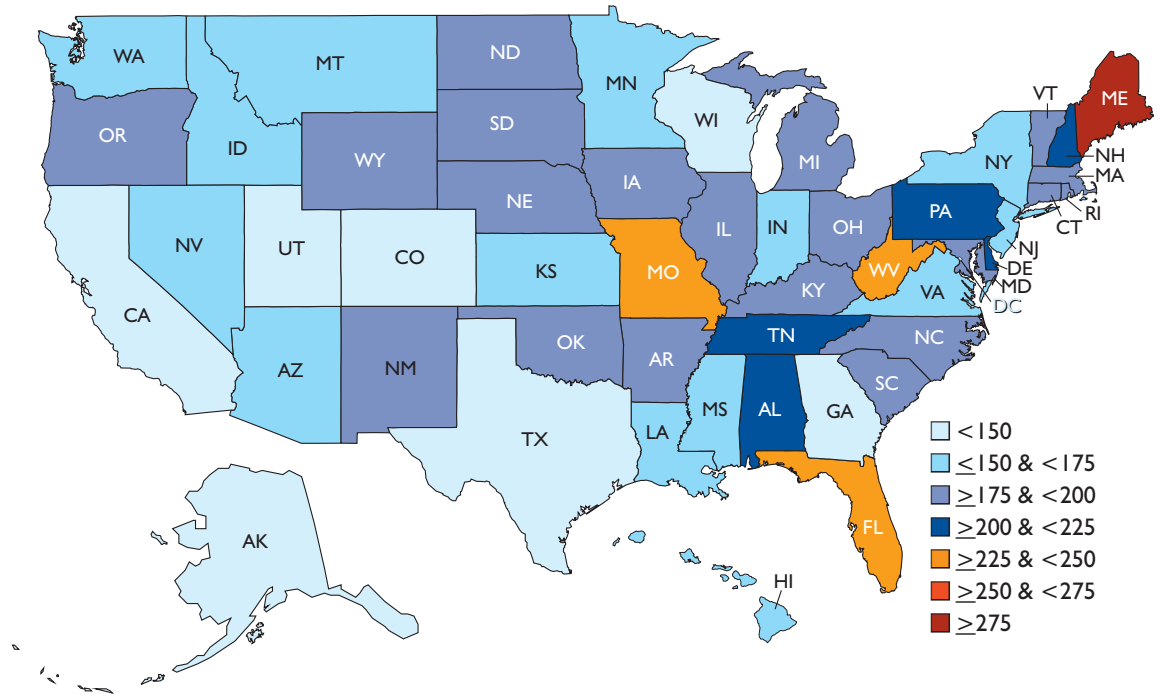 WA
MT
ND
MN
VT
ME
OR
ID
SD
WI
MI
NY
NH
MA
WY
IA
NE
PA
RI
CT
NV
UT
CO
KS
MO
IL
IN
OH
WV
NJ
DE
MD
DC
VA
KY
CA
AZ
NM
OK
AR
TN
NC
SC
TX
LA
MS
AL
GA
FL
AK
HI
<150
≤150 & <175
≥175 & <200
≥200 & <225
≥225 & <250
≥250 & <275
≥275